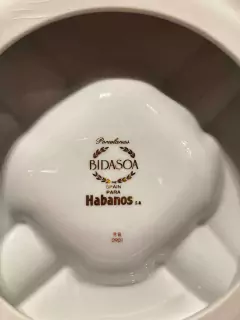 Porcelanas
BIDASOA
SPAIN
PARA
Habanos s.a.